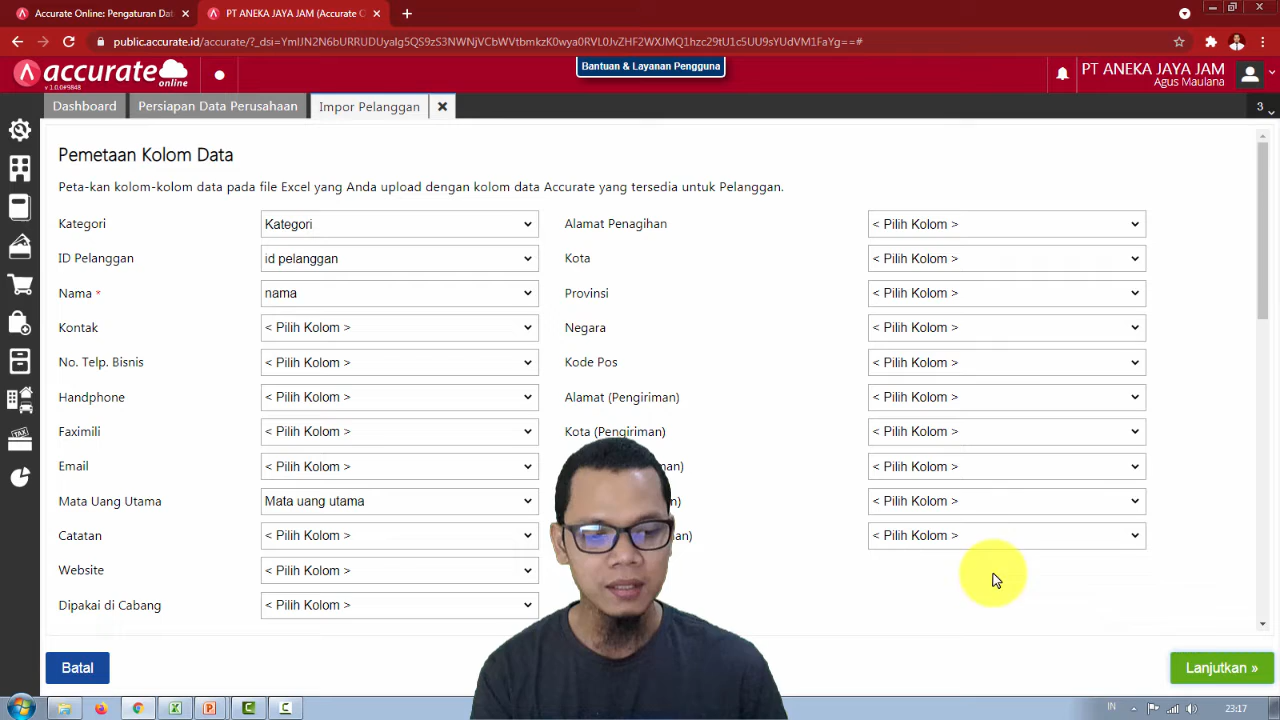 Accurate Online: Pengaturan Dat
PT ANEKA JAYA JAM (Accurate O
public.accurate.id/accurate/?_dsi=YmlJN2N6bURRUDUyalg5QS9zS3NWNjVCbWVtbmkzK0wya0RVL0JvZHF2WXJMQ1hzc29tU1c5UU9sYUdVM1FaYg==#
accurate online
v 1.0.0#9848
Bantuan & Layanan Pengguna
PT ANEKA JAYA JAM
Agus Maulana
Dashboard
Persiapan Data Perusahaan
Impor Pelanggan
3
Pemetaan Kolom Data
Peta-kan kolom-kolom data pada file Excel yang Anda upload dengan kolom data Accurate yang tersedia untuk Pelanggan.
Kategori Kategori Alamat Penagihan < Pilih Kolom >
ID Pelanggan id pelanggan Kota < Pilih Kolom >
Nama * nama Provinsi < Pilih Kolom >
Kontak < Pilih Kolom > Negara < Pilih Kolom >
No. Telp. Bisnis < Pilih Kolom > Kode Pos < Pilih Kolom >
Handphone < Pilih Kolom > Alamat (Pengiriman) < Pilih Kolom >
Faximili < Pilih Kolom > Kota (Pengiriman) < Pilih Kolom >
Email < Pilih Kolom > < Pilih Kolom >
Mata Uang Utama Mata uang utama < Pilih Kolom >
Catatan < Pilih Kolom > < Pilih Kolom >
Website < Pilih Kolom >
Dipakai di Cabang < Pilih Kolom >
Batal
Lanjutkan »
IN
23:17